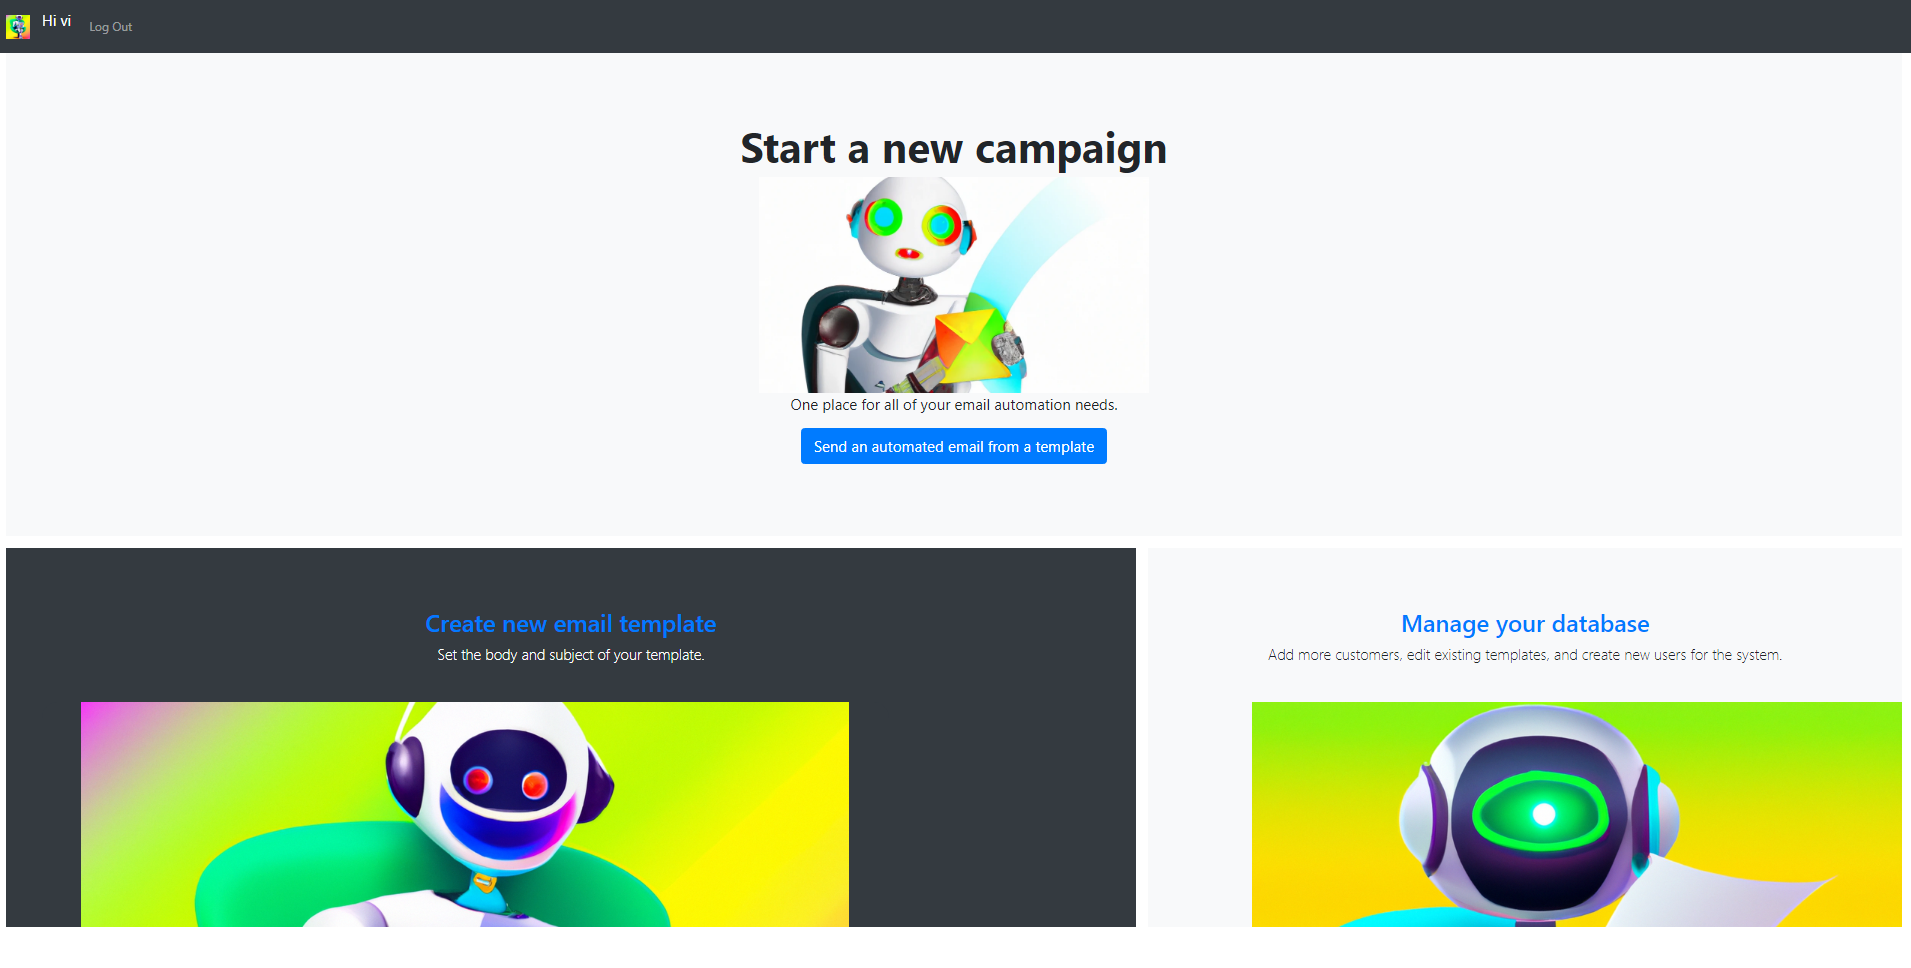 Hi vi
Log Out
Start a new campaign
One place for all of your email automation needs.
Send an automated email from a template
Create new email template
Set the body and subject of your template.
Manage your database
Add more customers, edit existing templates, and create new users for the system.